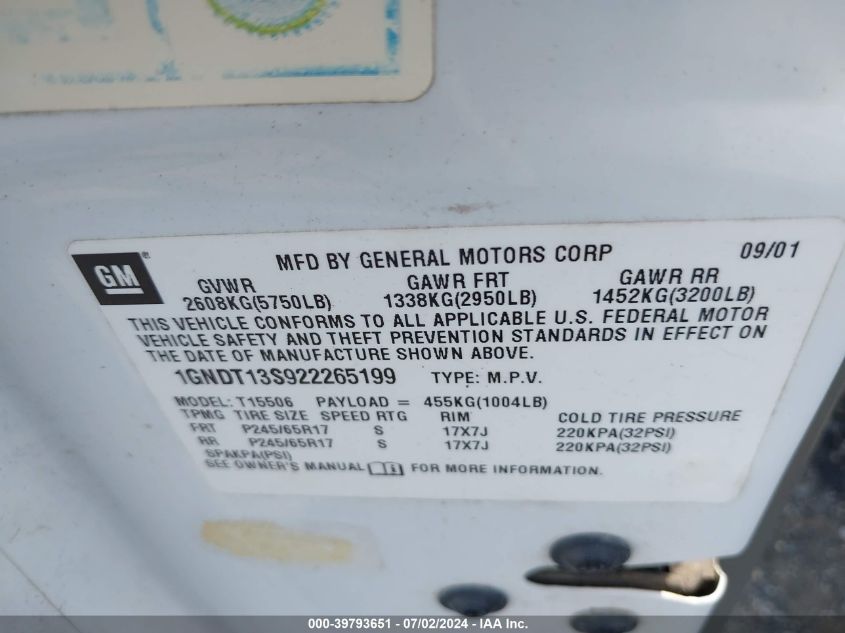 MFD BY GENERAL MOTORS CORP 09/01
GM®
GVWR GAWR FRT GAWR RR
2608KG(5750LB) 1338KG(2950LB) 1452KG(3200LB)
THIS VEHICLE CONFORMS TO ALL APPLICABLE U.S. FEDERAL MOTOR
VEHICLE SAFETY AND THEFT PREVENTION STANDARDS IN EFFECT ON
THE DATE OF MANUFACTURE SHOWN ABOVE.
1GNDT13S922265199 TYPE: M.P.V.
MODEL: T15506 PAYLOAD = 455KG(1004LB)
TPMG TIRE SIZE SPEED RTG RIM COLD TIRE PRESSURE
FRT P245/65R17 S 17X7J 220KPA(32PSI)
RR P245/65R17 S 17X7J 220KPA(32PSI)
SPAKPA(PSI)
SEE OWNER'S MANUAL FOR MORE INFORMATION.
000-39793651 - 07/02/2024 - IAA Inc.